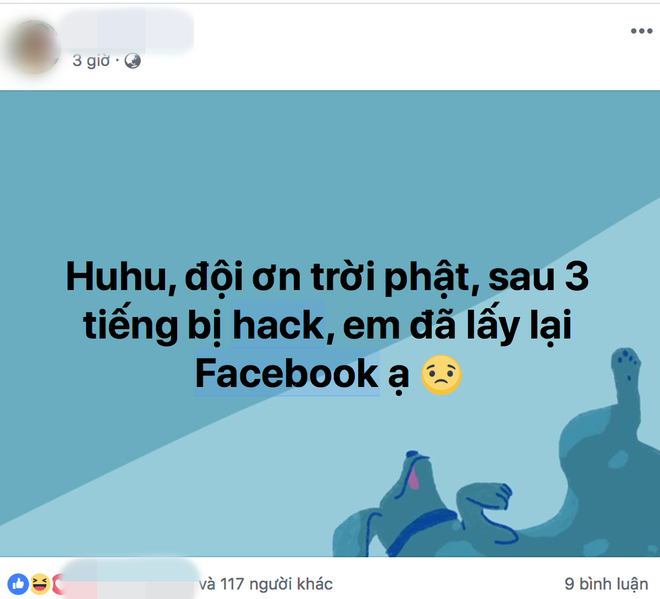 3 giờ ·
Huhu, đội ơn trời phật, sau 3
tiếng bị hack, em đã lấy lại
Facebook ạ 😟
và 117 người khác
9 bình luận